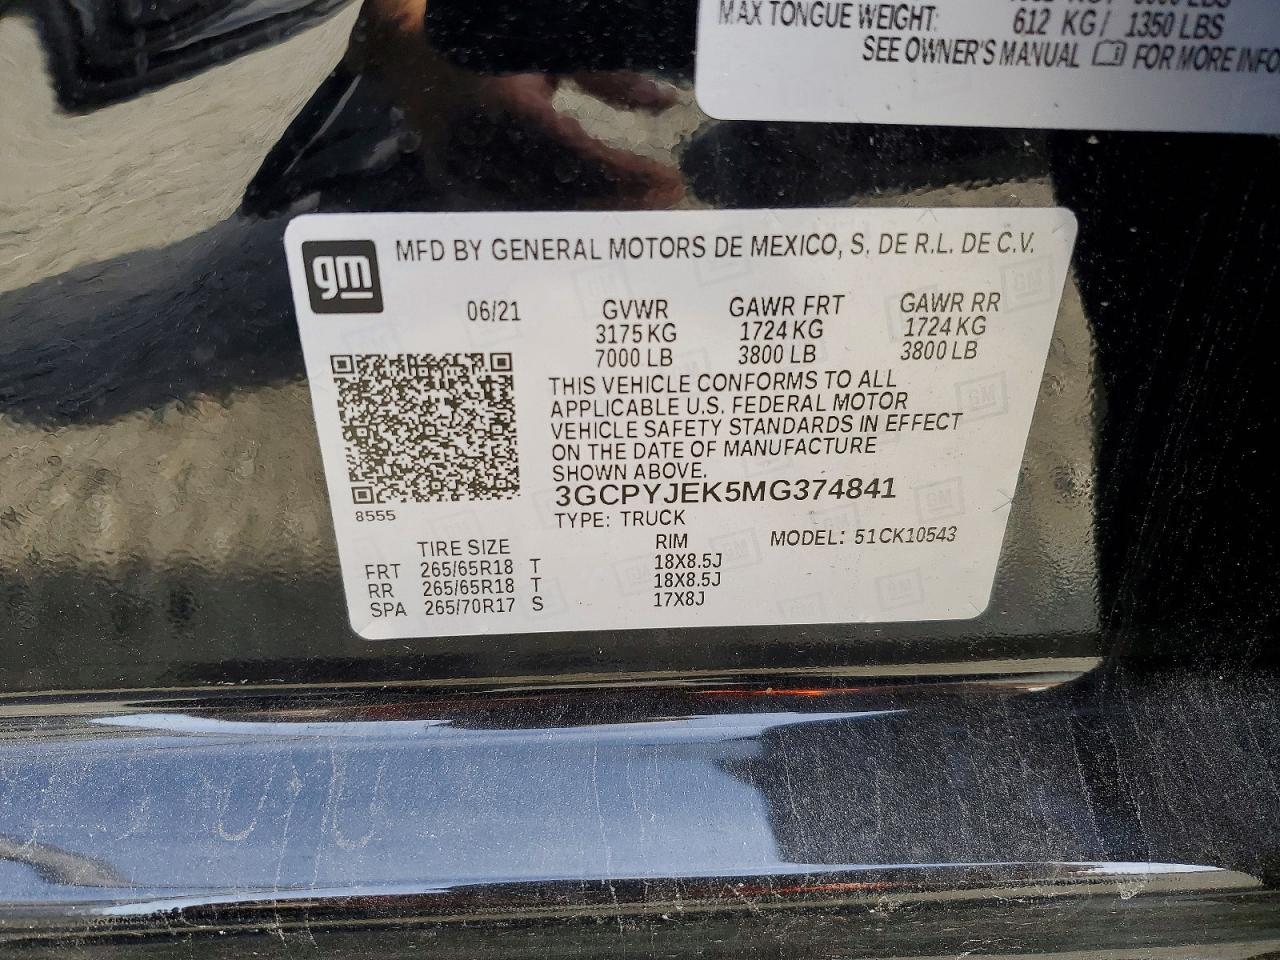 MAX TONGUE WEIGHT: 612 KG/ 1350 LBS
SEE OWNER'S MANUAL FOR MORE INFO
gm
MFD BY GENERAL MOTORS DE MEXICO, S. DE R.L. DE C.V.
06/21 GVWR GAWR FRT GAWR RR
3175 KG 1724 KG 1724 KG
7000 LB 3800 LB 3800 LB
THIS VEHICLE CONFORMS TO ALL
APPLICABLE U.S. FEDERAL MOTOR
VEHICLE SAFETY STANDARDS IN EFFECT
ON THE DATE OF MANUFACTURE
SHOWN ABOVE.
3GCPYJEK5MG374841
8555
TYPE: TRUCK
TIRE SIZE RIM MODEL: 51CK10543
FRT 265/65R18 T 18X8.5J
RR 265/65R18 T 18X8.5J
SPA 265/70R17 S 17X8J